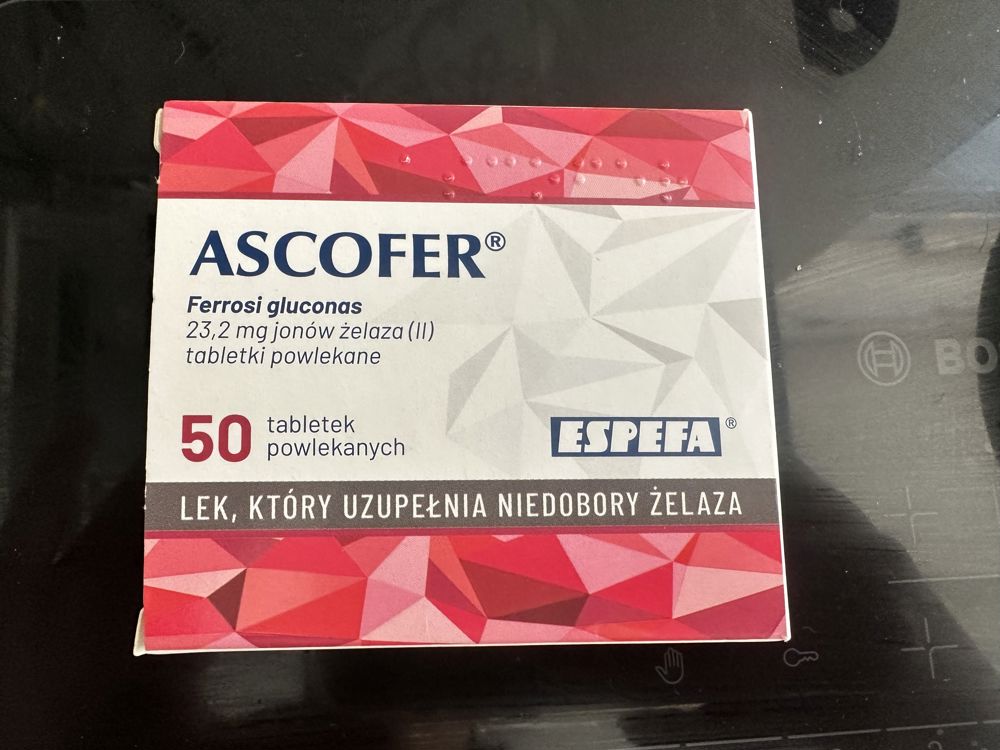 ASCOFER®
Ferrosi gluconas
23,2 mg jonów żelaza (II)
tabletki powlekane
50 tabletek
powlekanych
ESPEFA®
LEK, KTÓRY UZUPEŁNIA NIEDOBORY ŻELAZA
BO